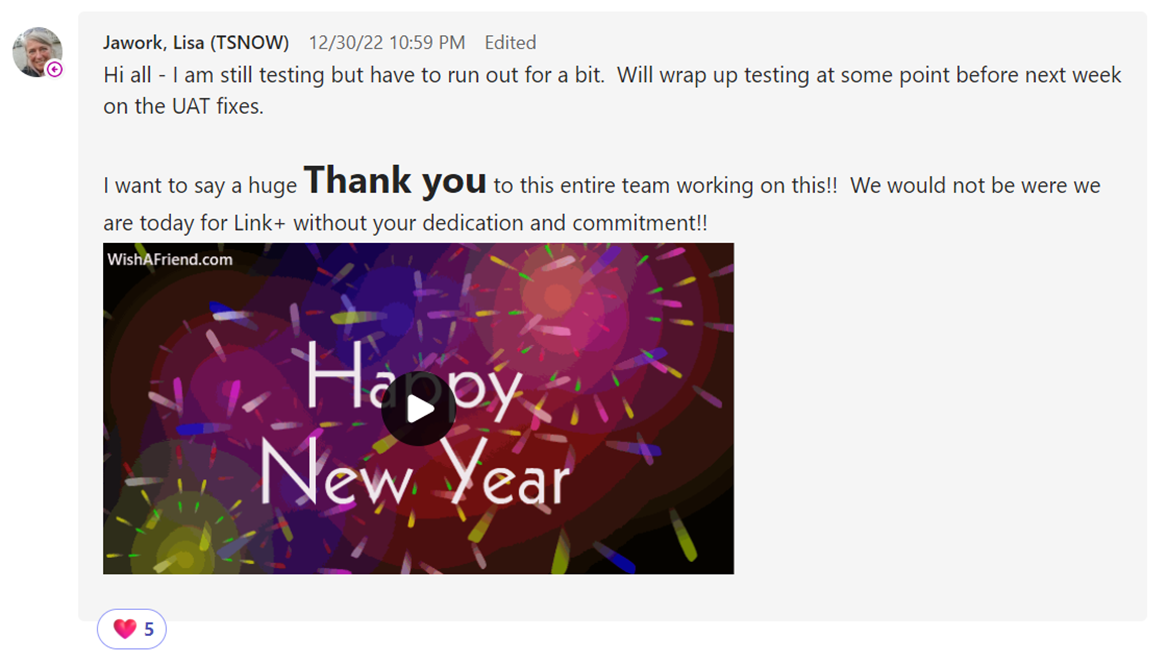 Jawork, Lisa (TSNOW) 12/30/22 10:59 PM Edited
Hi all - I am still testing but have to run out for a bit.  Will wrap up testing at some point before next week
on the UAT fixes.
I want to say a huge Thank you to this entire team working on this!!  We would not be were we
are today for Link+ without your dedication and commitment!!
WishAFriend.com
Happy
New Year
5